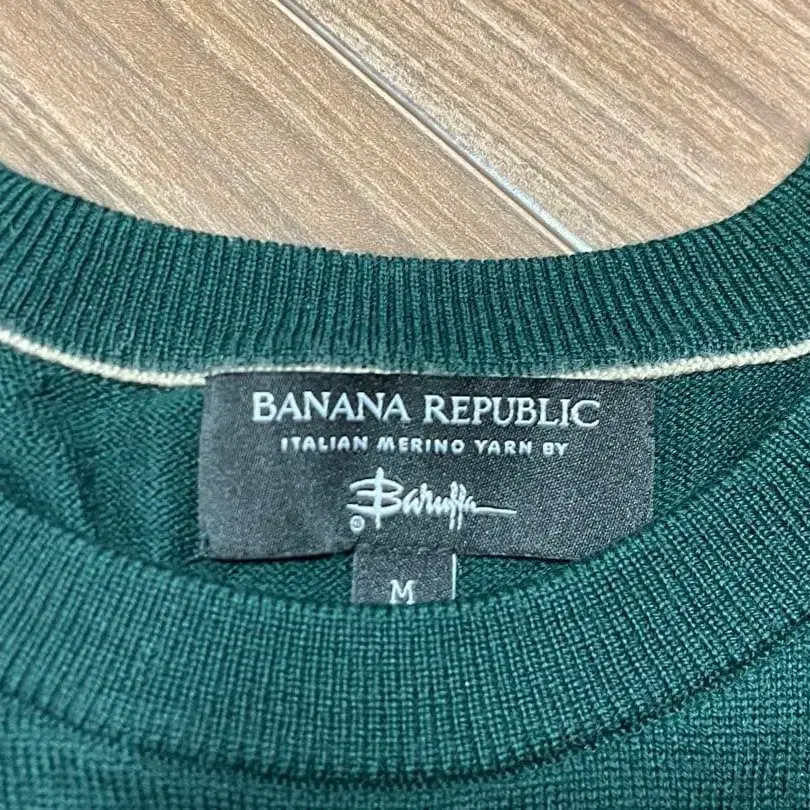 BANANA REPUBLIC
ITALIAN MERINO YARN BY
Baruffa
M